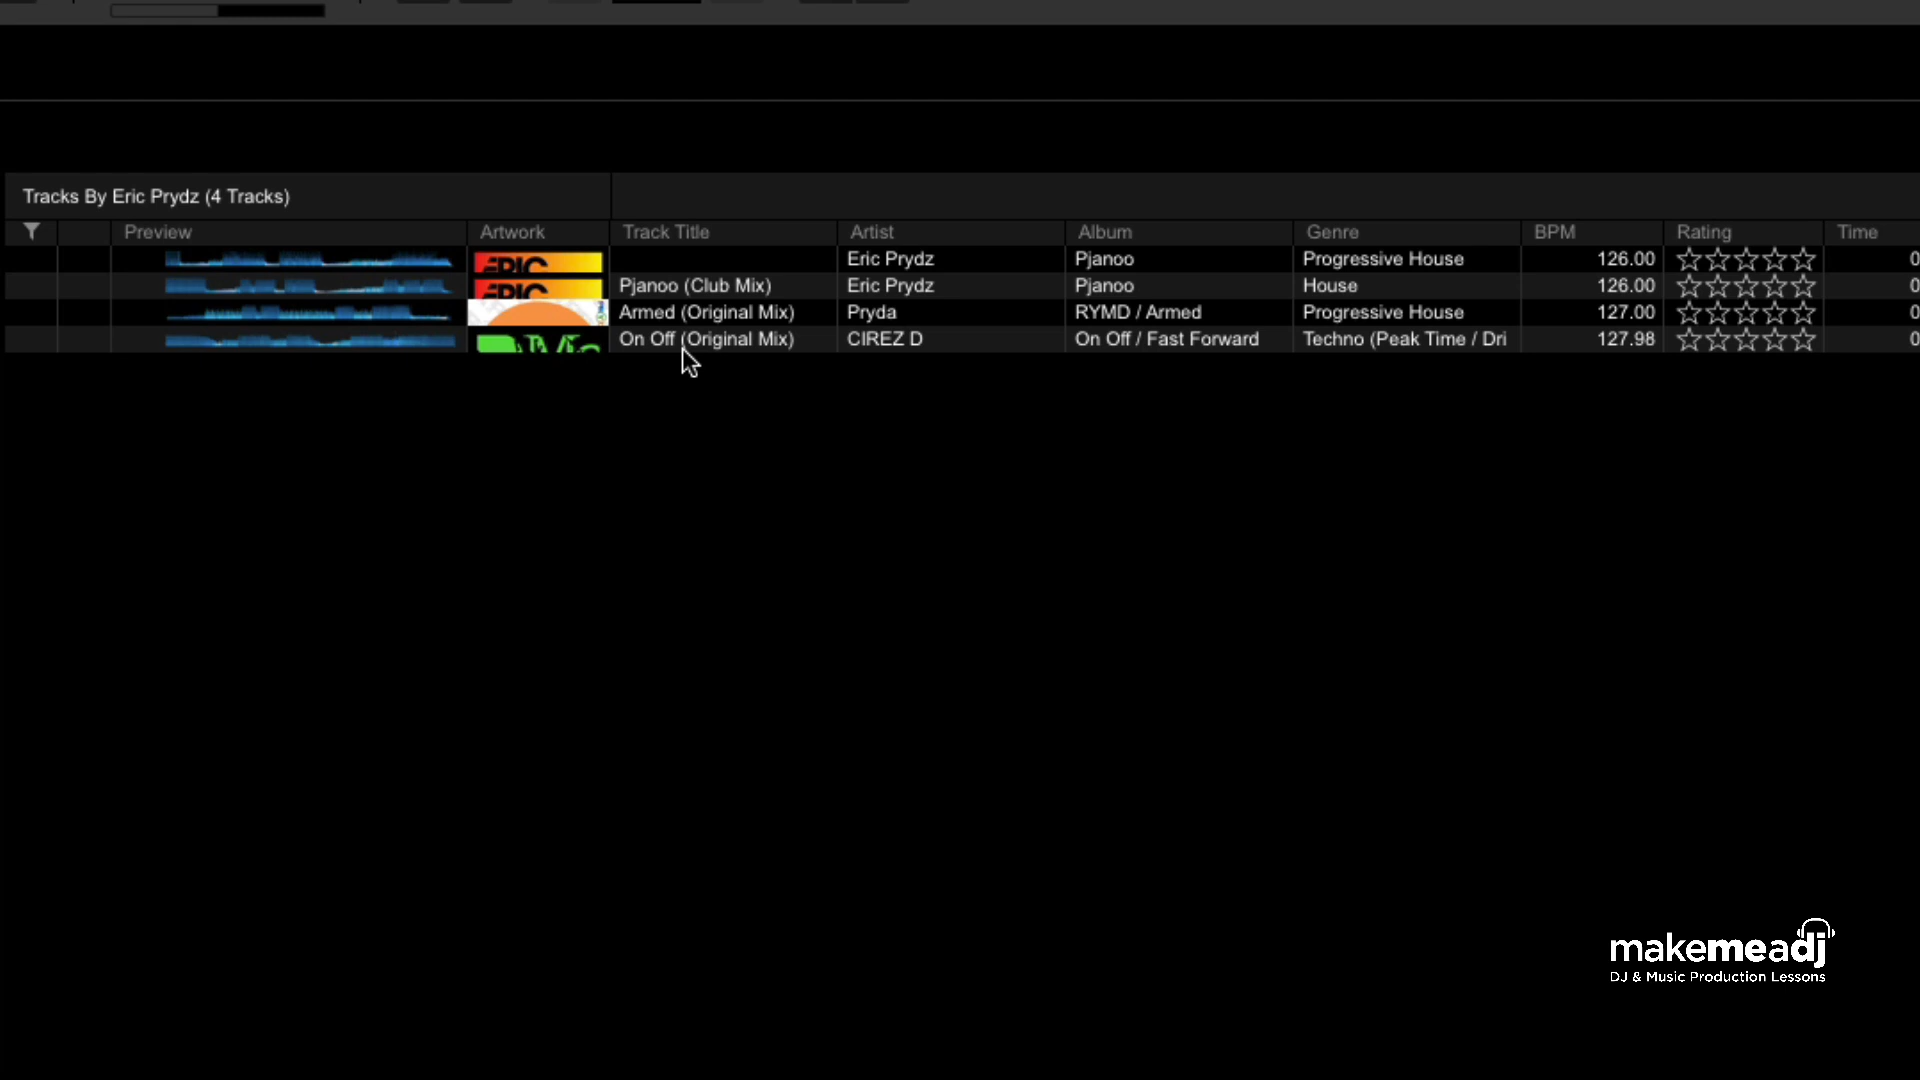 Tracks By Eric Prydz (4 Tracks)
Preview Artwork Track Title Artist Album Genre BPM Rating Time
ERIC Eric Prydz Pjanoo Progressive House 126.00 0
ERIC Pjanoo (Club Mix) Eric Prydz Pjanoo House 126.00 0
Armed (Original Mix) Pryda RYMD / Armed Progressive House 127.00 0
On Off (Original Mix) CIREZ D On Off / Fast Forward Techno (Peak Time / Dri 127.98 0
makemeadj
DJ & Music Production Lessons